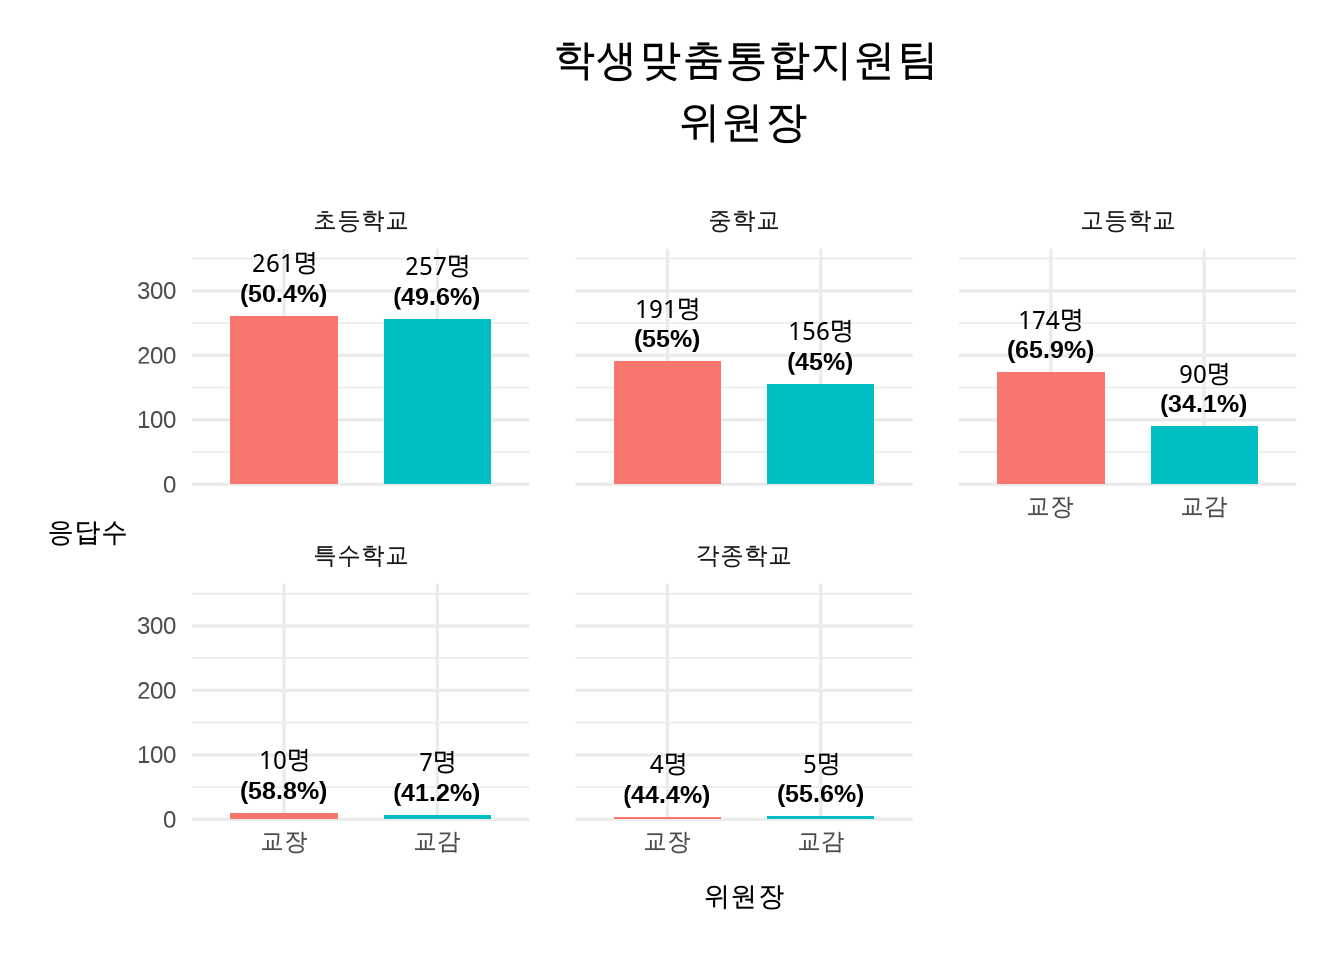 학생맞춤통합지원팀
위원장
초등학교
중학교
고등학교
261명
(50.4%)
257명
(49.6%)
191명
(55%)
156명
(45%)
174명
(65.9%)
90명
(34.1%)
300
200
100
0
교장
교감
응답수
특수학교
각종학교
300
200
100
0
10명
(58.8%)
7명
(41.2%)
4명
(44.4%)
5명
(55.6%)
교장
교감
교장
교감
위원장